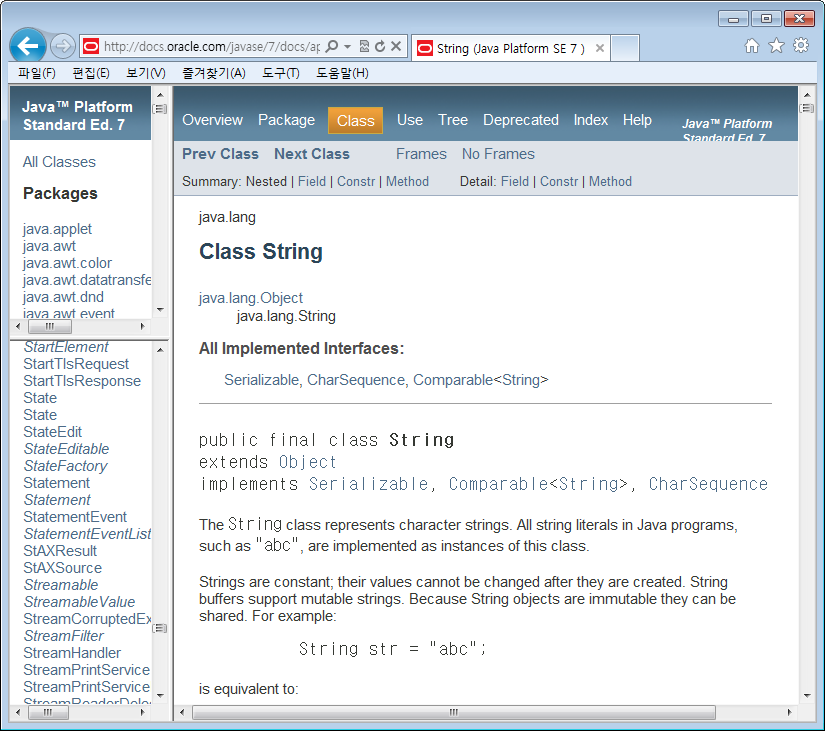 http://docs.oracle.com/javase/7/docs/ap
String (Java Platform SE 7 )
파일(F) 편집(E) 보기(V) 즐겨찾기(A) 도구(T) 도움말(H)
Java™ Platform
Standard Ed. 7
All Classes
Packages
java.applet
java.awt
java.awt.color
java.awt.datatransfe
java.awt.dnd
java.awt.event
StartElement
StartTlsRequest
StartTlsResponse
State
State
StateEdit
StateEditable
StateFactory
Statement
Statement
StatementEvent
StatementEventList
StAXResult
StAXSource
Streamable
StreamableValue
StreamCorruptedEx
StreamFilter
StreamHandler
StreamPrintService
StreamPrintService
StreamReaderDele
Overview Package Class Use Tree Deprecated Index Help
Java™ Platform
Standard Ed. 7
Prev Class Next Class Frames No Frames
Summary: Nested | Field | Constr | Method Detail: Field | Constr | Method
java.lang
Class String
java.lang.Object
java.lang.String
All Implemented Interfaces:
Serializable, CharSequence, Comparable<String>
public final class String
extends Object
implements Serializable, Comparable<String>, CharSequence
The String class represents character strings. All string literals in Java programs,
such as "abc", are implemented as instances of this class.
Strings are constant; their values cannot be changed after they are created. String
buffers support mutable strings. Because String objects are immutable they can be
shared. For example:
String str = "abc";
is equivalent to: